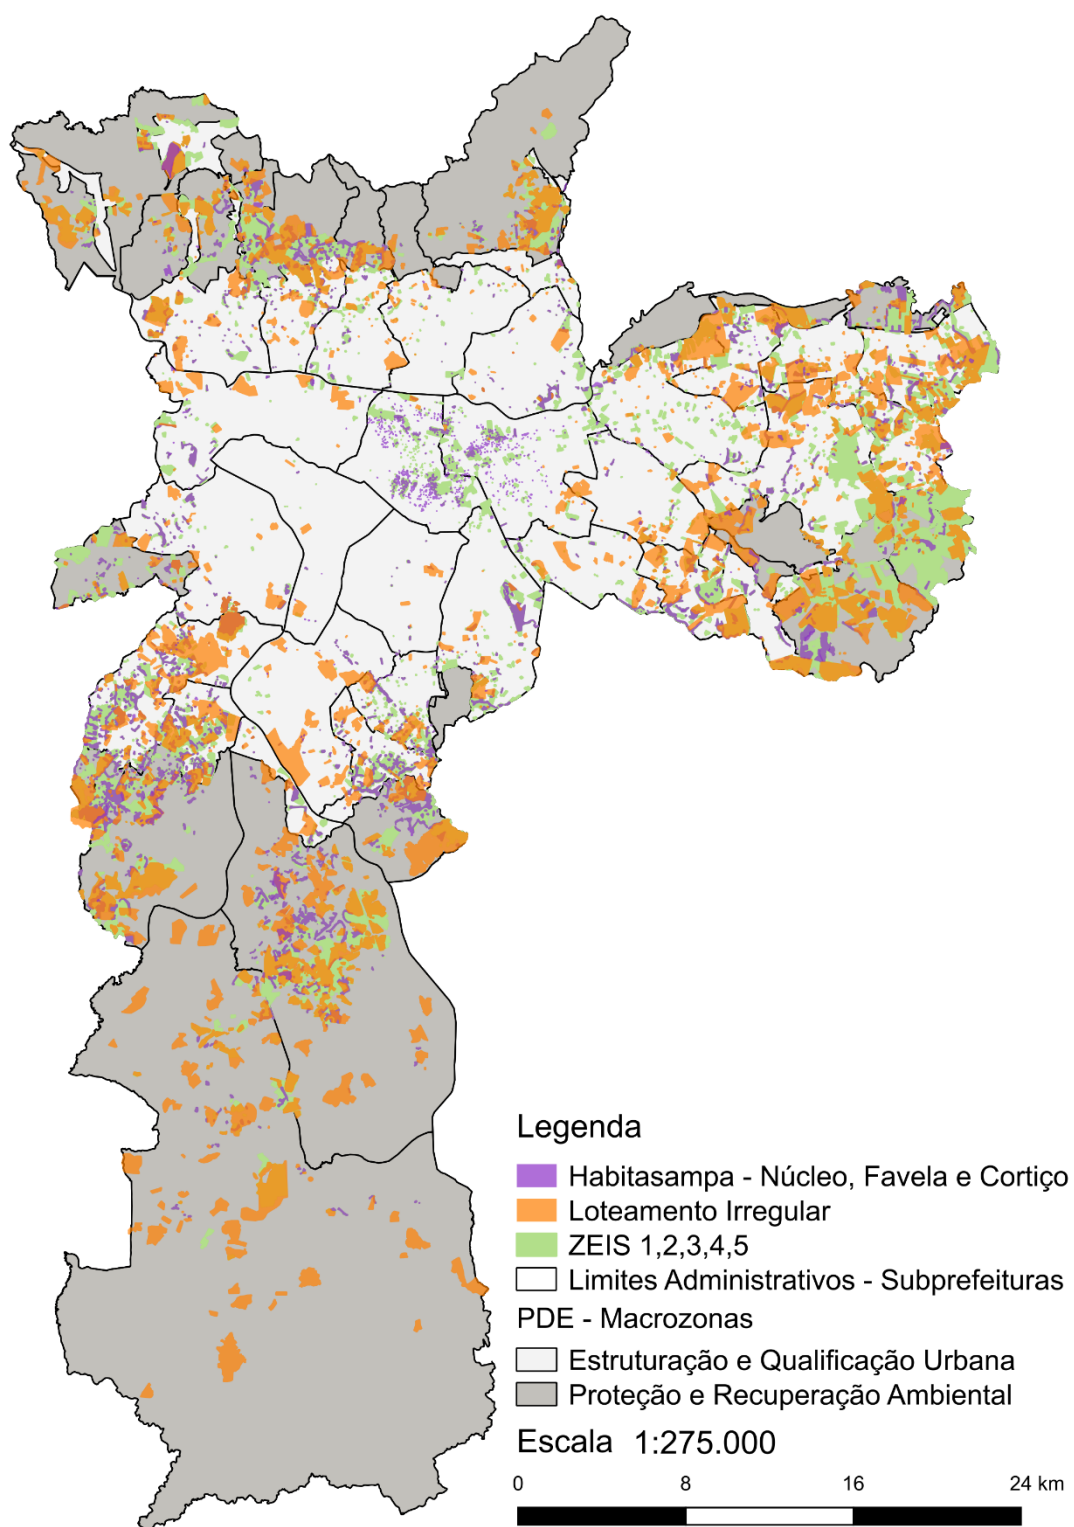 Legenda
Habitasampa - Núcleo, Favela e Cortiço
Loteamento Irregular
ZEIS 1,2,3,4,5
Limites Administrativos - Subprefeituras
PDE - Macrozonas
Estruturação e Qualificação Urbana
Proteção e Recuperação Ambiental
Escala 1:275.000
0 8 16 24 km